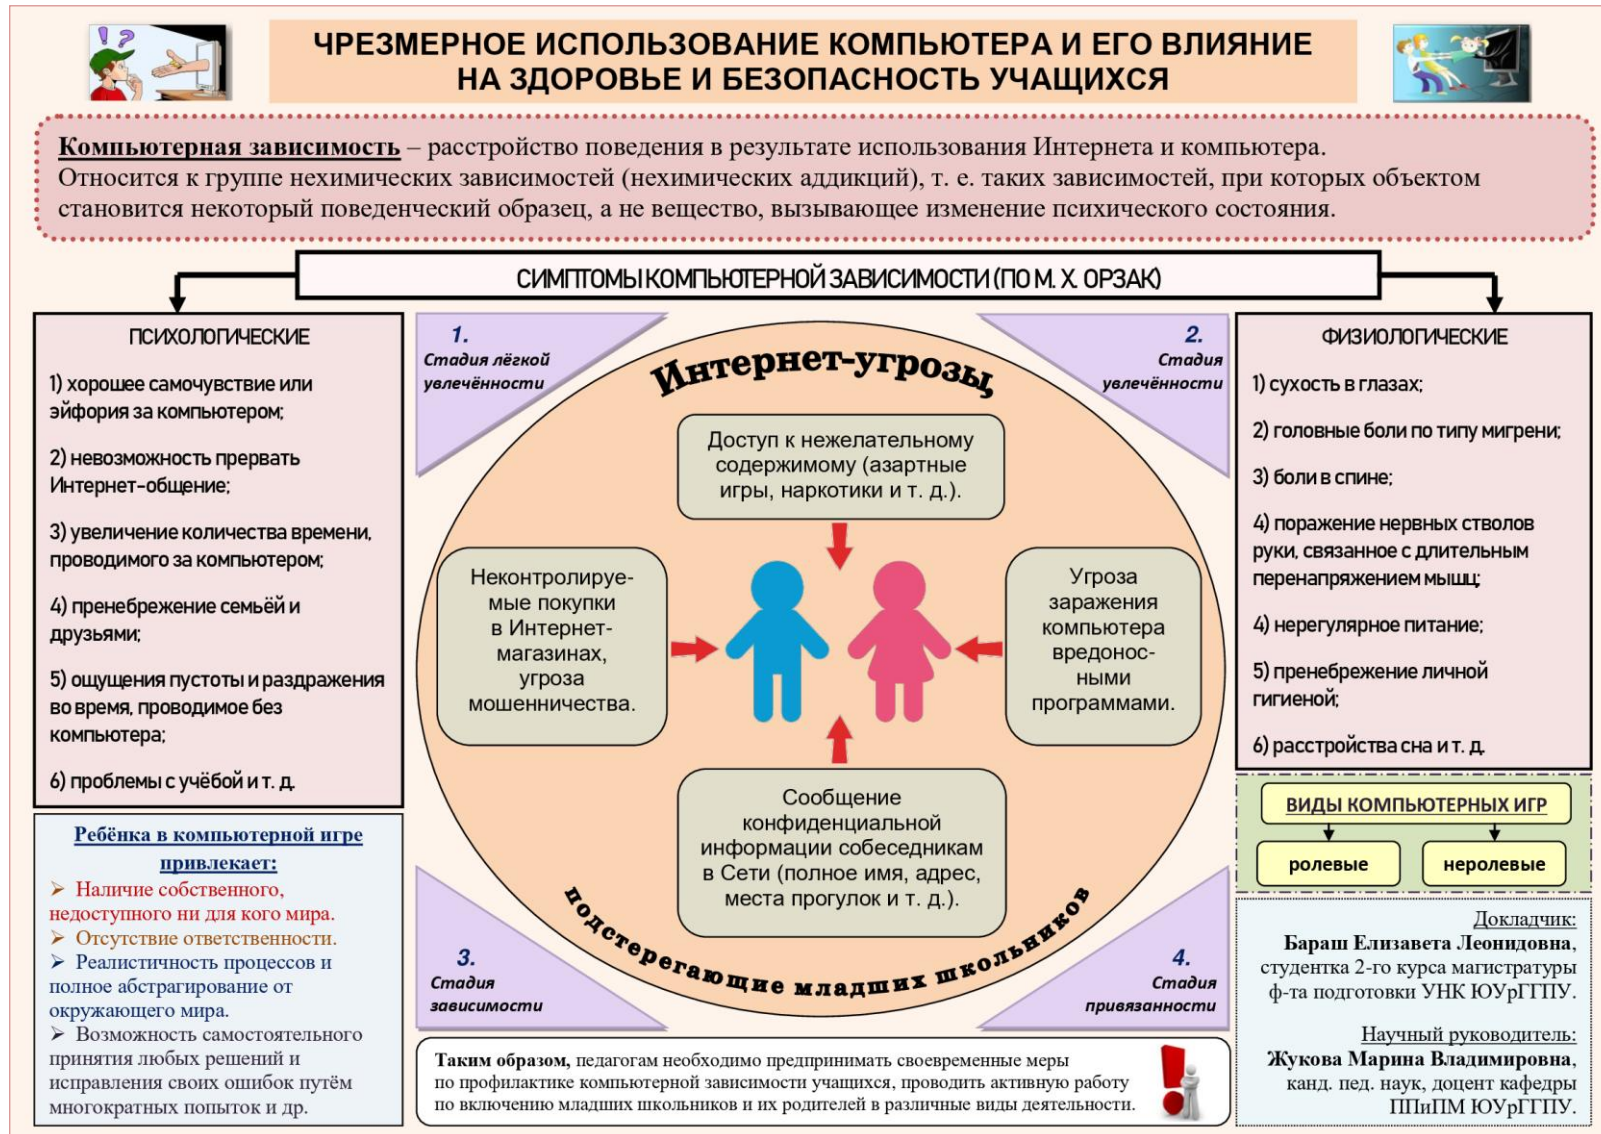 ЧРЕЗМЕРНОЕ ИСПОЛЬЗОВАНИЕ КОМПЬЮТЕРА И ЕГО ВЛИЯНИЕ
НА ЗДОРОВЬЕ И БЕЗОПАСНОСТЬ УЧАЩИХСЯ
! ?
Компьютерная зависимость – расстройство поведения в результате использования Интернета и компьютера.
Относится к группе нехимических зависимостей (нехимических аддикций), т. е. таких зависимостей, при которых объектом
становится некоторый поведенческий образец, а не вещество, вызывающее изменение психического состояния.
СИМПТОМЫ КОМПЬЮТЕРНОЙ ЗАВИСИМОСТИ (ПО М. Х. ОРЗАК)
ПСИХОЛОГИЧЕСКИЕ
1) хорошее самочувствие или
эйфория за компьютером;
2) невозможность прервать
Интернет-общение;
3) увеличение количества времени,
проводимого за компьютером;
4) пренебрежение семьёй и
друзьями;
5) ощущения пустоты и раздражения
во время, проводимое без
компьютера;
6) проблемы с учёбой и т. д.
1.
Стадия лёгкой
увлечённости
2.
Стадия
увлечённости
Интернет-угрозы,
Доступ к нежелательному
содержимому (азартные
игры, наркотики и т. д.).
Неконтролируе-
мые покупки
в Интернет-
магазинах,
угроза
мошенничества.
Угроза
заражения
компьютера
вредонос-
ными
программами.
Сообщение
конфиденциальной
информации собеседникам
в Сети (полное имя, адрес,
места прогулок и т. д.).
подстерегающие младших школьников
3.
Стадия
зависимости
4.
Стадия
привязанности
ФИЗИОЛОГИЧЕСКИЕ
1) сухость в глазах;
2) головные боли по типу мигрени;
3) боли в спине;
4) поражение нервных стволов
руки, связанное с длительным
перенапряжением мышц;
4) нерегулярное питание;
5) пренебрежение личной
гигиеной;
6) расстройства сна и т. д.
Ребёнка в компьютерной игре
привлекает:
➢ Наличие собственного,
недоступного ни для кого мира.
➢ Отсутствие ответственности.
➢ Реалистичность процессов и
полное абстрагирование от
окружающего мира.
➢ Возможность самостоятельного
принятия любых решений и
исправления своих ошибок путём
многократных попыток и др.
Таким образом, педагогам необходимо предпринимать своевременные меры
по профилактике компьютерной зависимости учащихся, проводить активную работу
по включению младших школьников и их родителей в различные виды деятельности.
ВИДЫ КОМПЬЮТЕРНЫХ ИГР
ролевые
неролевые
Докладчик:
Бараш Елизавета Леонидовна,
студентка 2-го курса магистратуры
ф-та подготовки УНК ЮУрГГПУ.
Научный руководитель:
Жукова Марина Владимировна,
канд. пед. наук, доцент кафедры
ППиПМ ЮУрГГПУ.